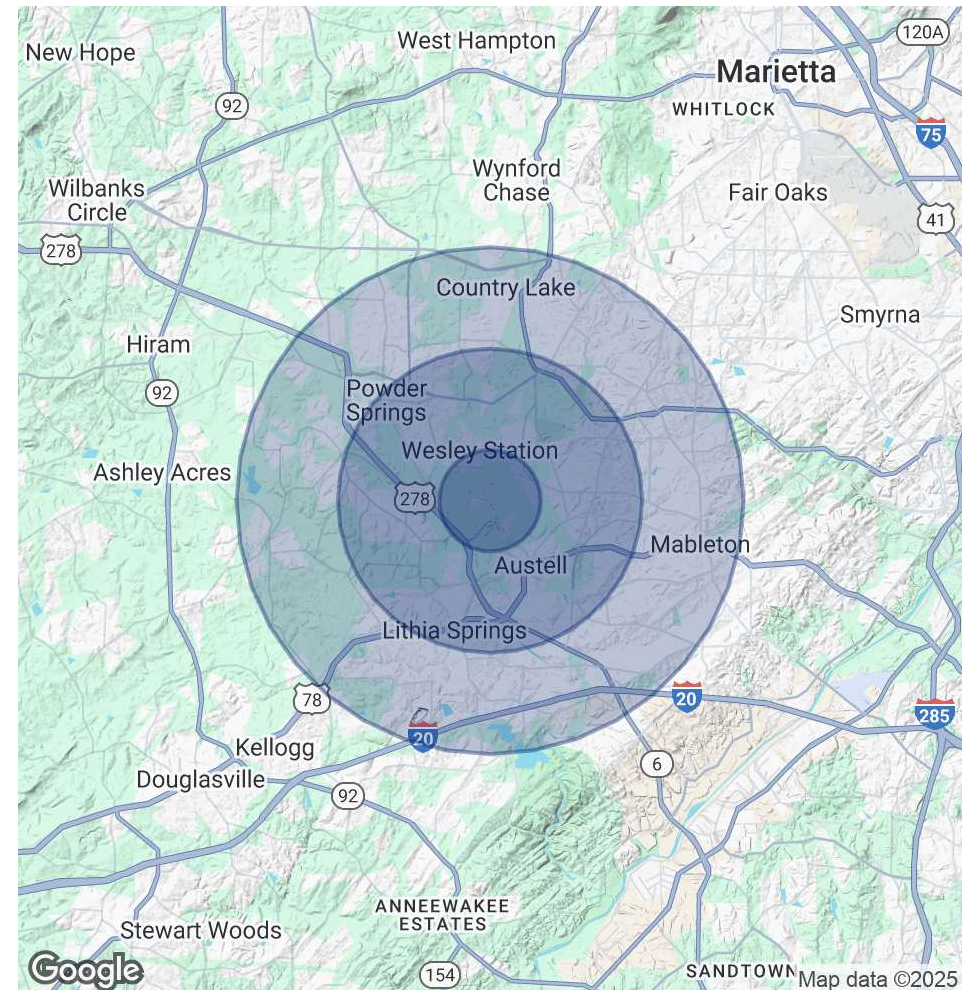 New Hope
West Hampton
120A
Marietta
92
WHITLOCK
75
Wynford
Chase
Wilbanks
Circle
Fair Oaks
41
278
Country Lake
Smyrna
Hiram
Powder
Springs
92
Wesley Station
Ashley Acres
278
Mableton
Austell
Lithia Springs
78
20
285
20
Kellogg
6
Douglasville
92
ANNEEWAKEE
ESTATES
Stewart Woods
Google
154
SANDTOWN
Map data ©2025